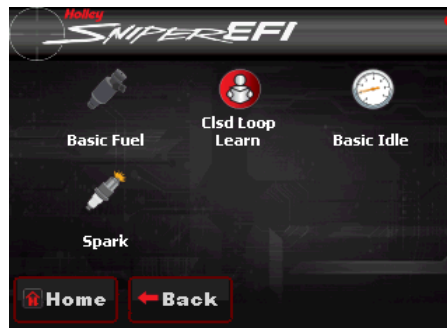 Holley
SNIPER EFI
Basic Fuel
Clsd Loop
Learn
Basic Idle
Spark
Home
Back